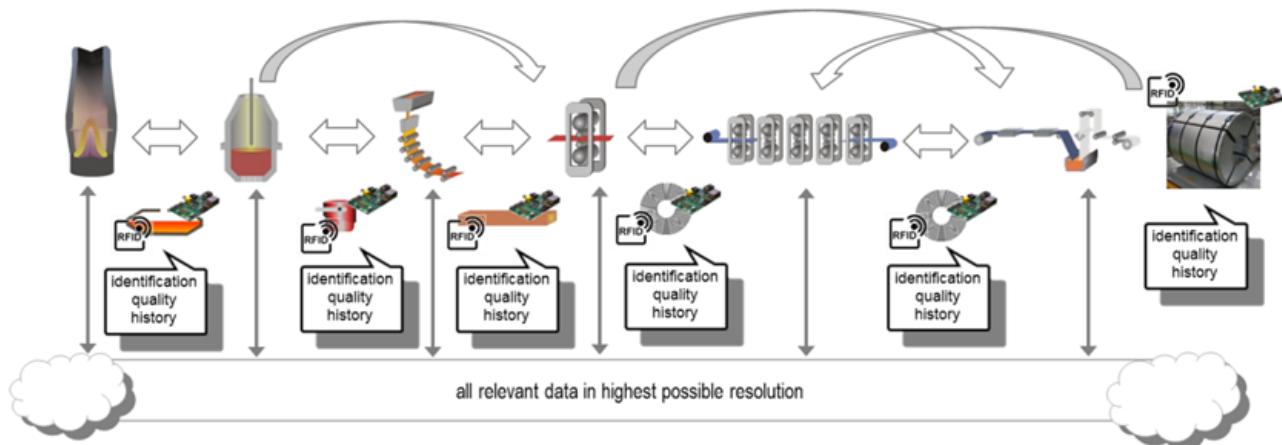 RFID
RFID
identification
quality
history
RFID
identification
quality
history
RFID
identification
quality
history
RFID
identification
quality
history
RFID
identification
quality
history
identification
quality
history
all relevant data in highest possible resolution